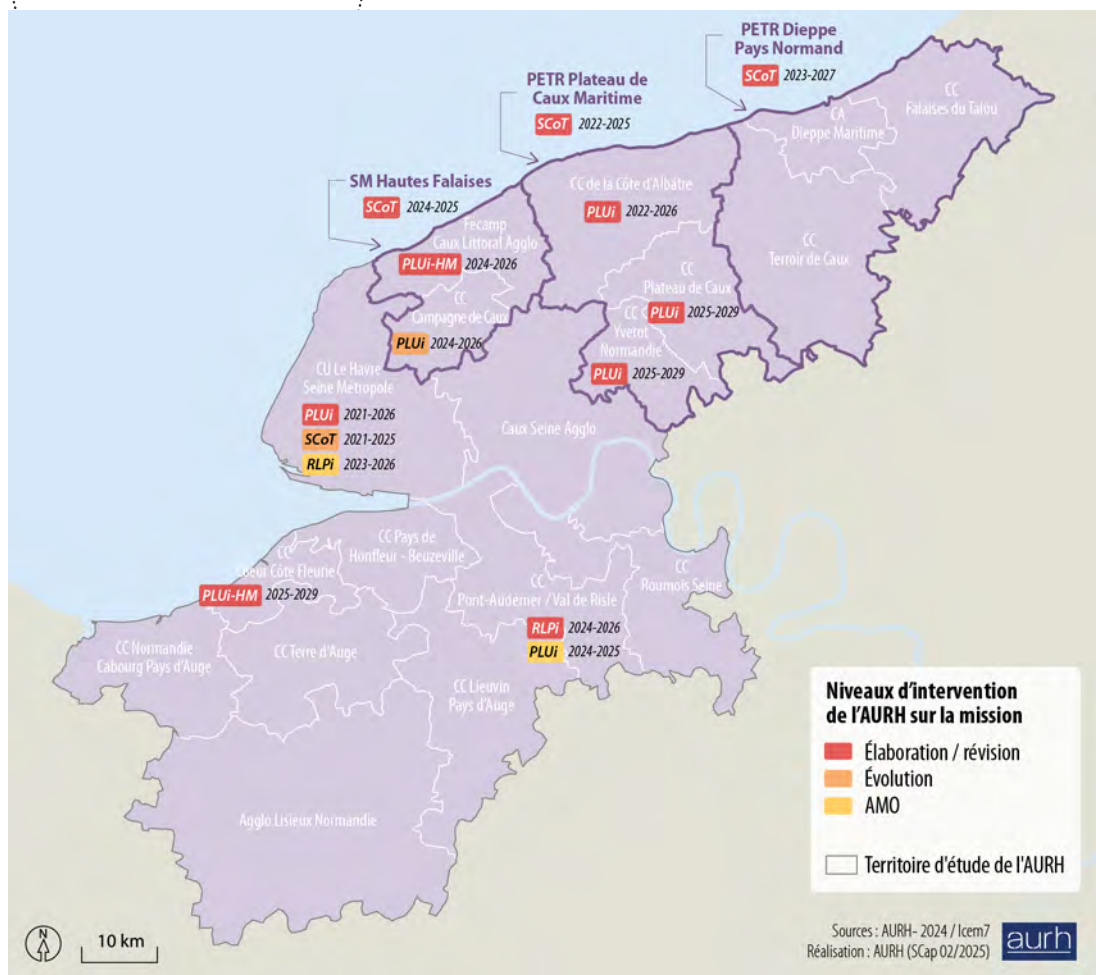 PETR Dieppe
Pays Normand
SCoT 2023-2027
PETR Plateau de
Caux Maritime
SCoT 2022-2025
SM Hautes Falaises
SCoT 2024-2025
CC
Falaises du Talou
CA
Dieppe Maritime
CC de la Côte d'Albâtre
PLUi 2022-2026
Fecamp
Caux Littoral Agglo
PLUi-HM 2024-2026
CC
Terroir de Caux
CC
Plateau de Caux
PLUi 2025-2029
CC
Campagne de Caux
PLUi 2024-2026
CC
Yvetot
Normandie
PLUi 2025-2029
CU Le Havre
Seine Métropole
PLUi 2021-2026
SCoT 2021-2025
RLPi 2023-2026
Caux Seine Agglo
CC Pays de
Honfleur - Beuzeville
CC
Coeur Côte Fleurie
PLUi-HM 2025-2029
CC
Roumois Seine
CC
Pont-Audemer / Val de Risle
RLPi 2024-2026
PLUi 2024-2025
CC Normandie
Cabourg Pays d'Auge
CC Terre d'Auge
CC Lieuvin
Pays d'Auge
Agglo Lisieux Normandie
Niveaux d'intervention
de l'AURH sur la mission
Élaboration / révision
Évolution
AMO
Territoire d'étude de l'AURH
N
10 km
Sources : AURH- 2024 / Icem7
Réalisation : AURH (SCap 02/2025)
aurh